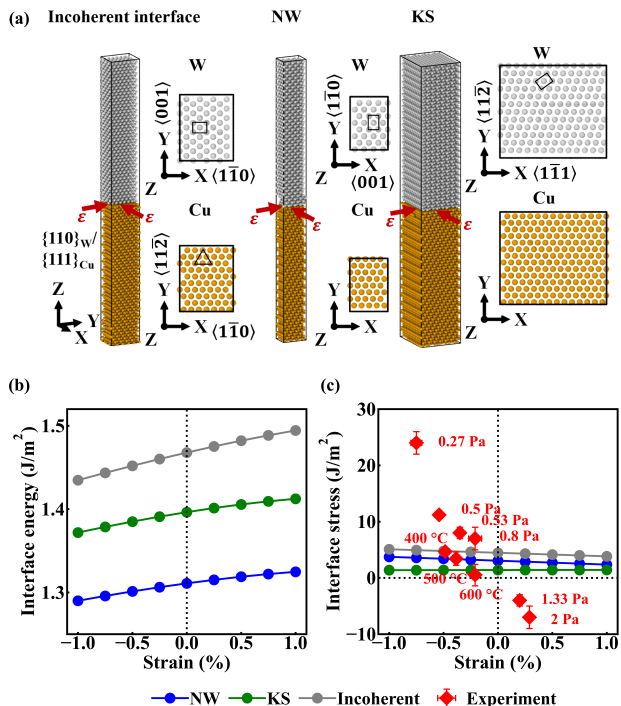 (a) Incoherent interface NW KS
W W W
⟨001⟩ ⟨11̄0⟩ ⟨112̄⟩
Y Y Y
X ⟨11̄0⟩ X X ⟨11̄1⟩
Z ⟨001⟩ Z Z
Cu Cu Cu
ε ε ε ε ε ε
{110}W/
{111}Cu
⟨112̄⟩
Y Y Y
Z
Y X ⟨11̄0⟩ X X
X Z Z Z
(b) (c)
Interface energy (J/m²)
1.5
1.4
1.3
−1.0 −0.5 0.0 0.5 1.0
Strain (%)
Interface stress (J/m²)
30
20
10
0
−10
0.27 Pa
0.5 Pa
0.53 Pa
400 °C 0.8 Pa
500 °C
600 °C
1.33 Pa
2 Pa
−1.0 −0.5 0.0 0.5 1.0
Strain (%)
NW KS Incoherent Experiment